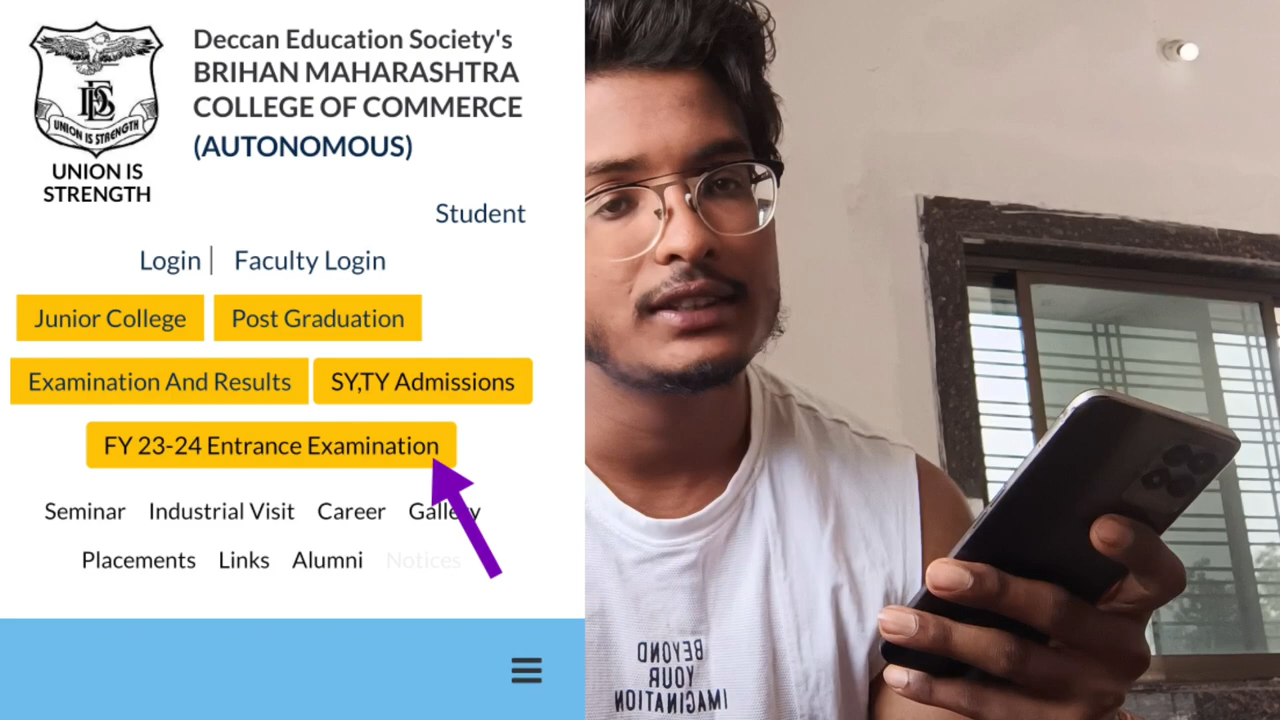 Deccan Education Society's
BRIHAN MAHARASHTRA
COLLEGE OF COMMERCE
(AUTONOMOUS)
DES
UNION IS STRENGTH
UNION IS
STRENGTH
Student
Login | Faculty Login
Junior College Post Graduation
Examination And Results SY,TY Admissions
FY 23-24 Entrance Examination
Seminar Industrial Visit Career Gallery
Placements Links Alumni Notices
BEYOND
YOUR
IMAGINATION